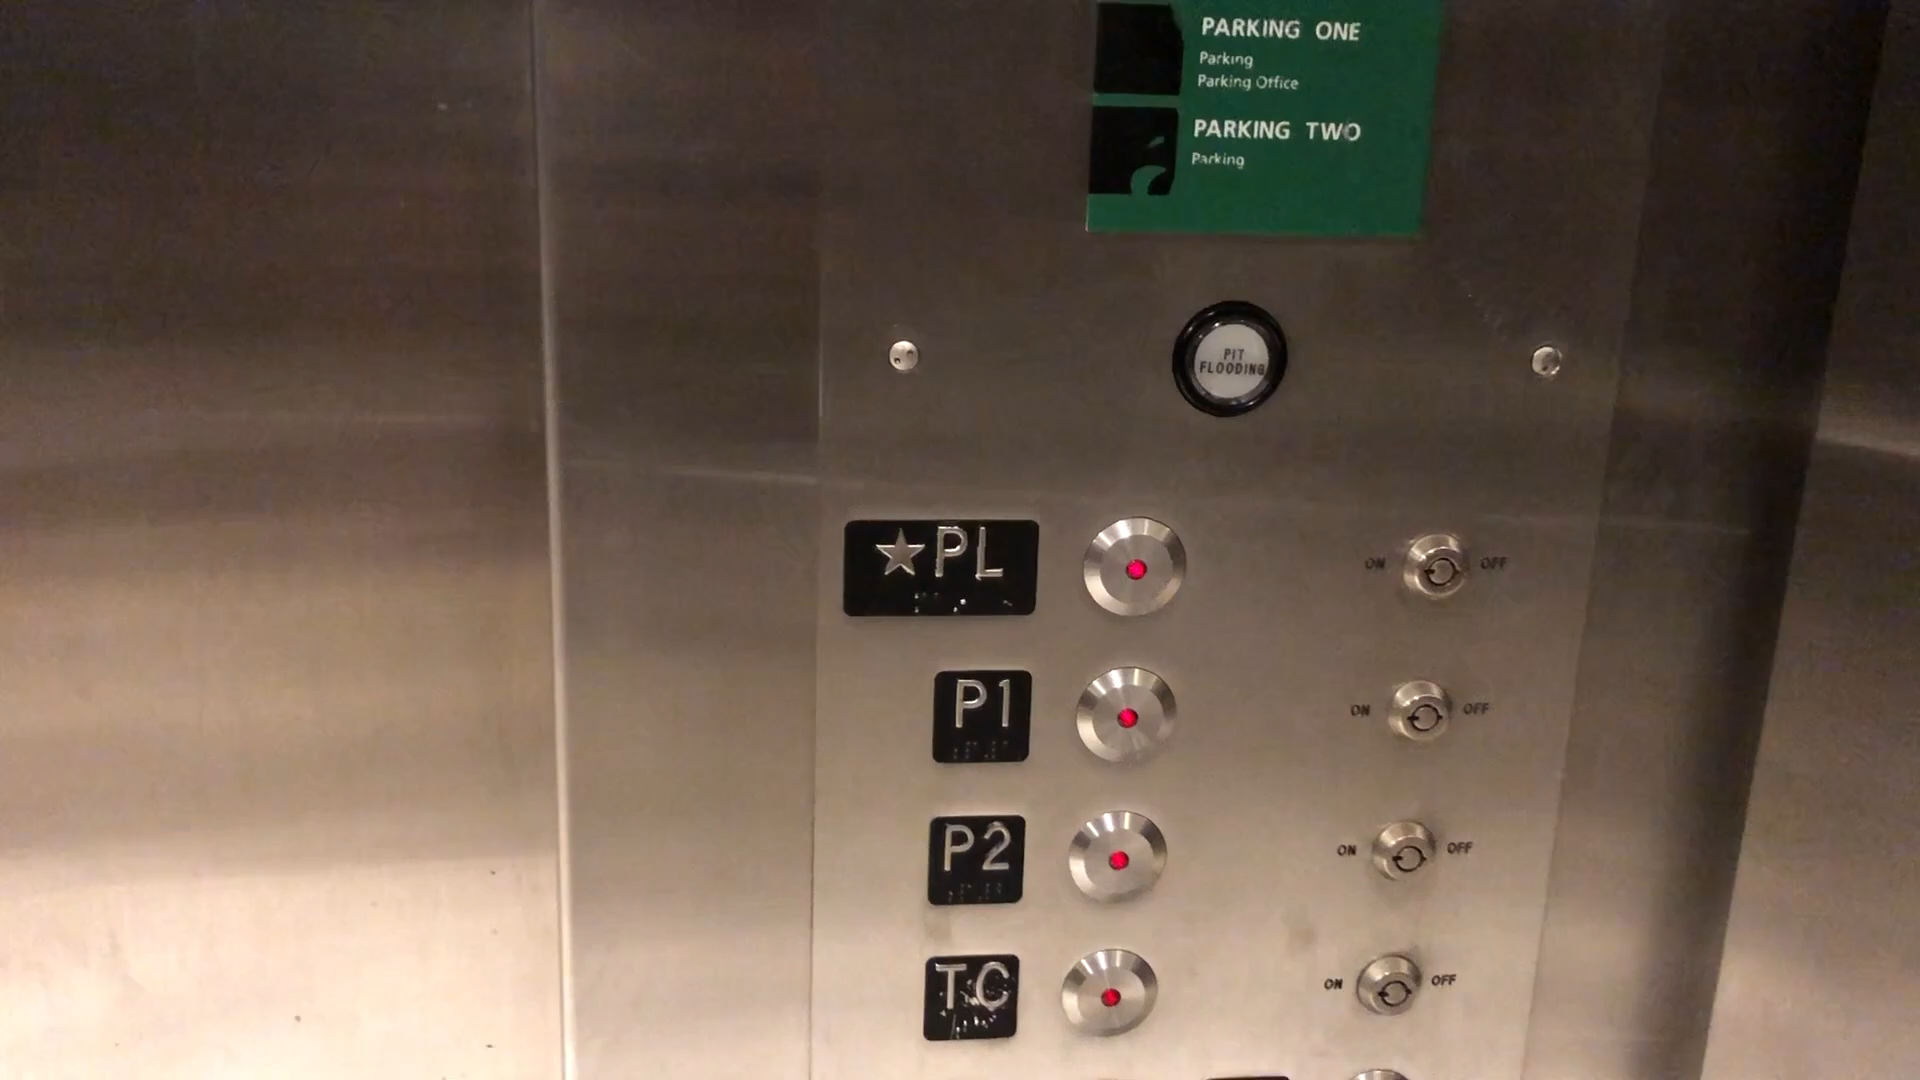 PARKING ONE
Parking
Parking Office
PARKING TWO
Parking
PIT
FLOODING
★PL
ON OFF
P1
ON OFF
P2
ON OFF
TC
ON OFF